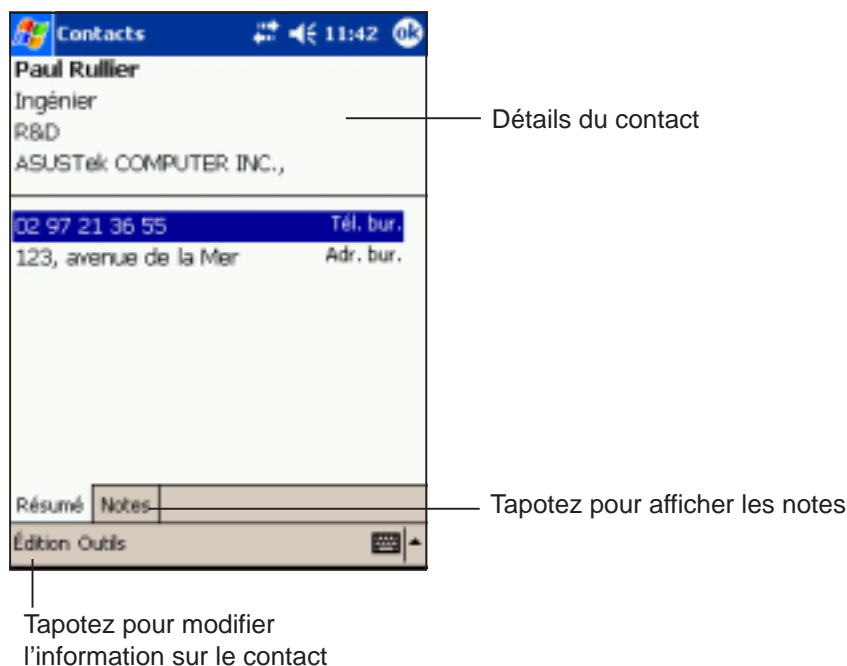 Contacts 11:42 ok
Paul Rullier
Ingénier
R&D
ASUSTek COMPUTER INC.,
Détails du contact
02 97 21 36 55 Tél. bur.
123, avenue de la Mer Adr. bur.
Résumé Notes
Tapotez pour afficher les notes
Édition Outils
Tapotez pour modifier
l'information sur le contact